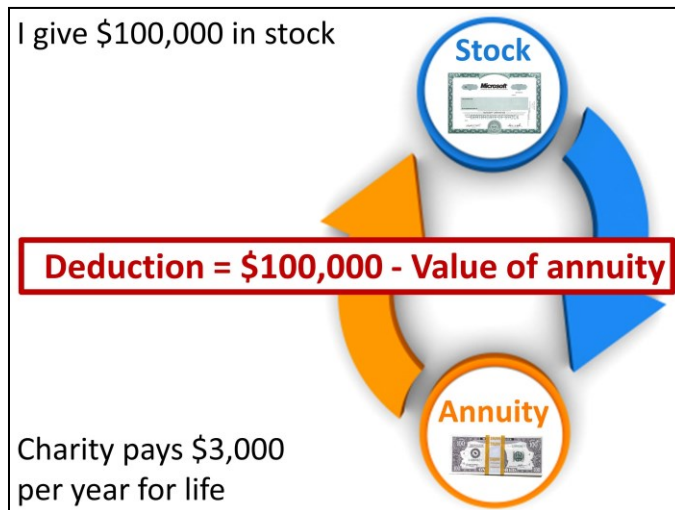 I give $100,000 in stock
Stock
Microsoft
Deduction = $100,000 - Value of annuity
Annuity
Charity pays $3,000
per year for life